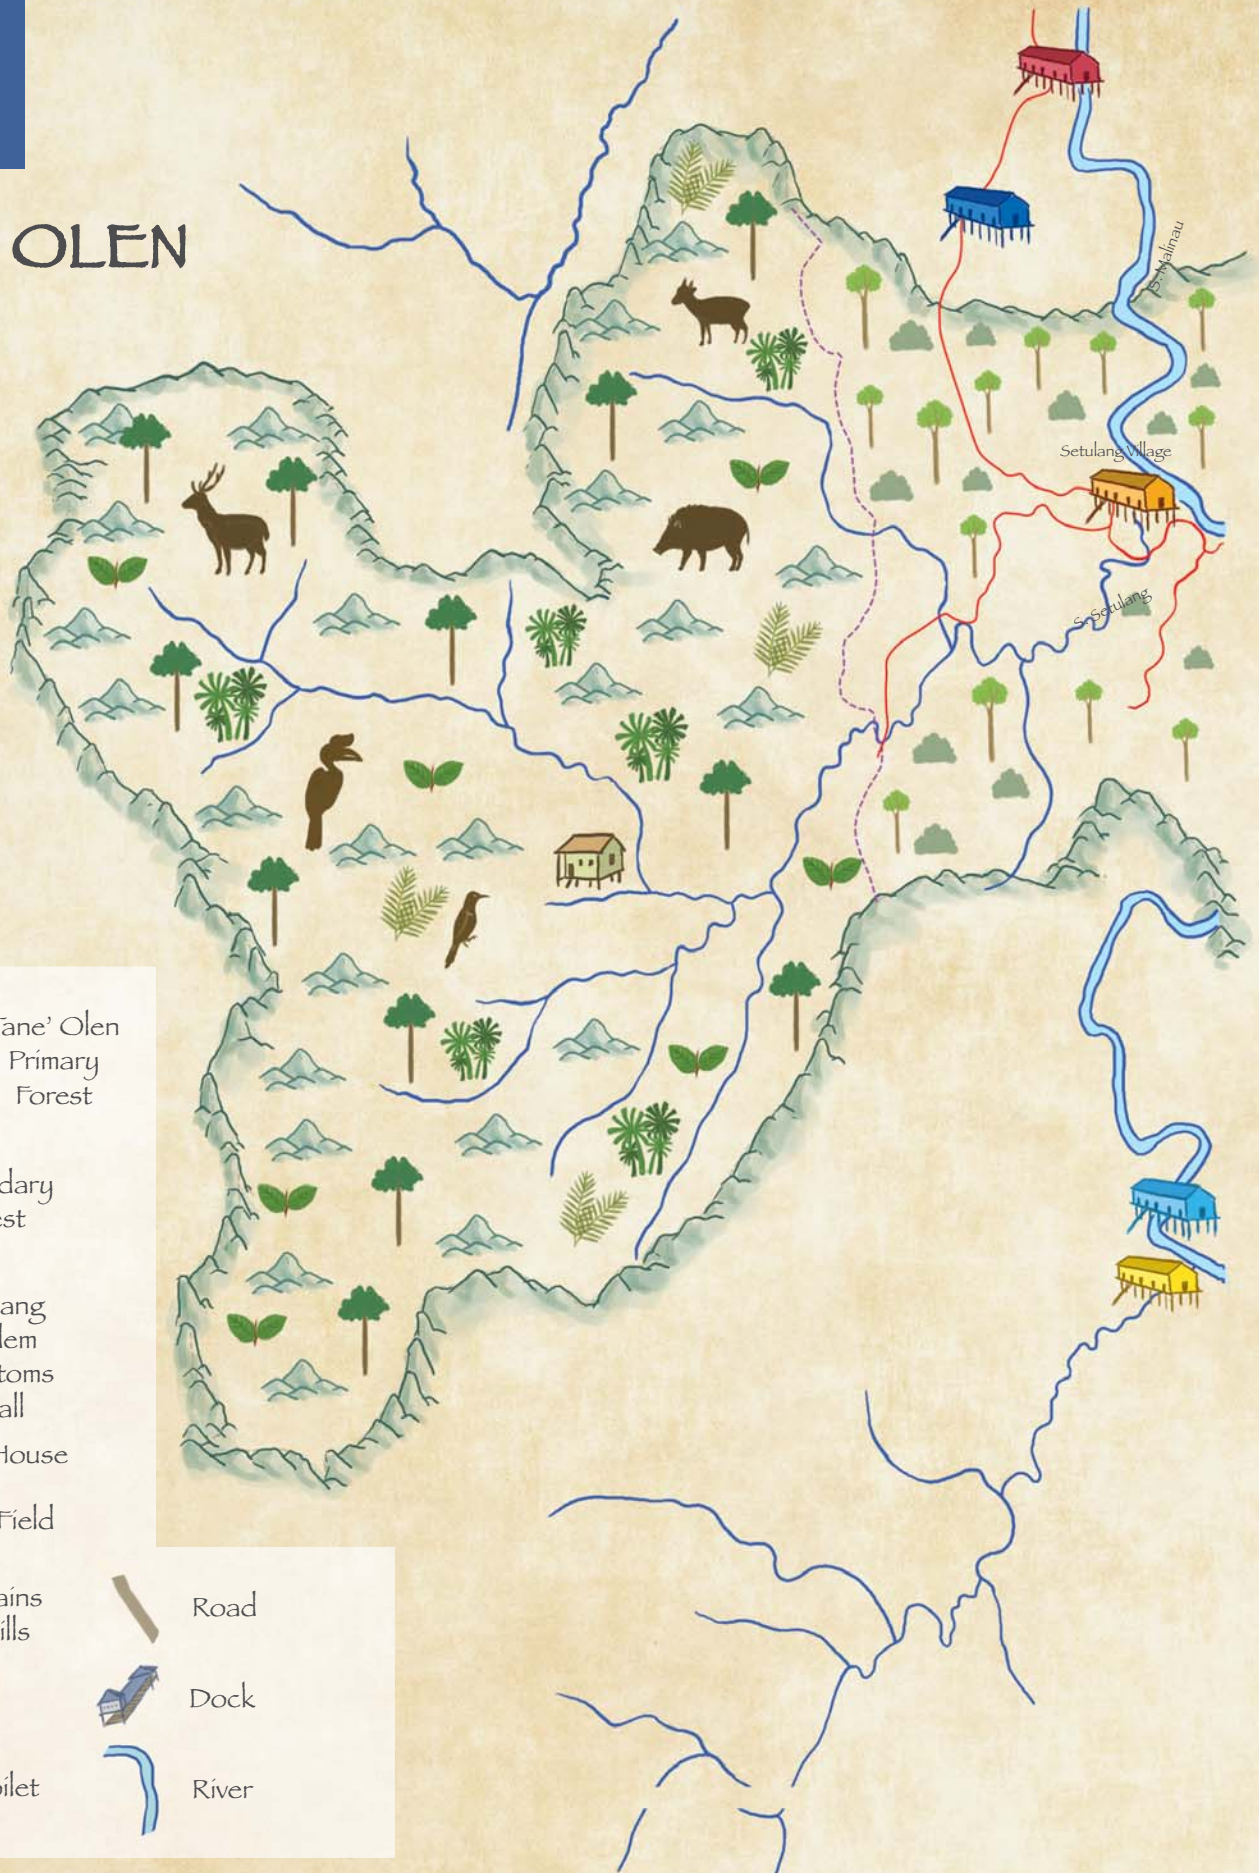 OLEN
S. Malinau
Setulang Village
S. Setulang
Tane' Olen
Primary
Forest
dary
st
ang
lem
toms
all
House
Field
ains
ills
ilet
Road
Dock
River